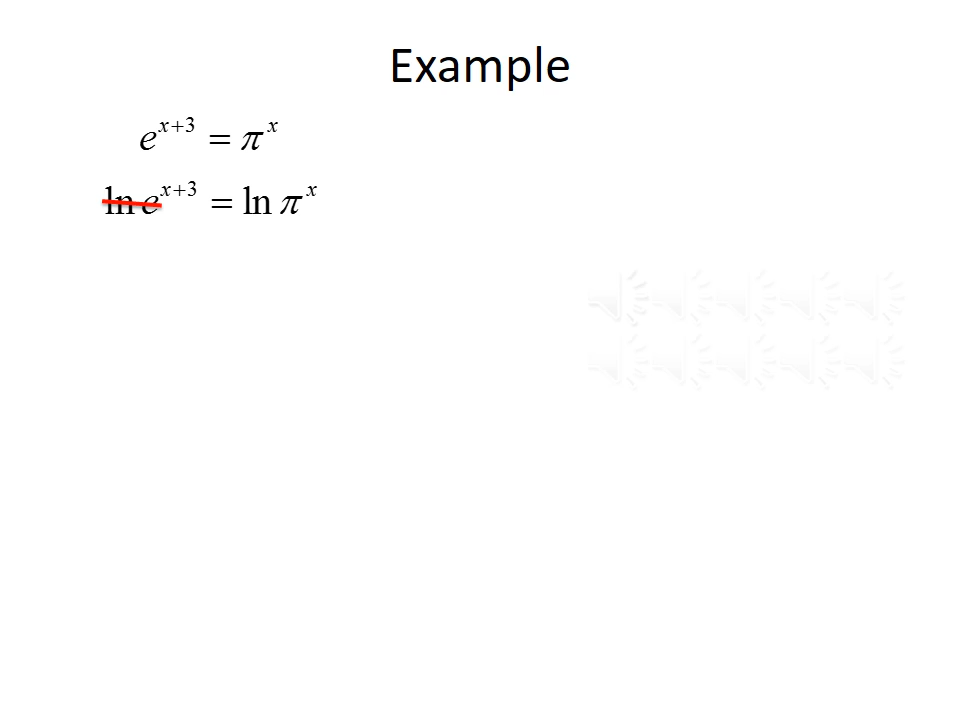 Example
e^{x+3} = π^x
ln e^{x+3} = ln π^x